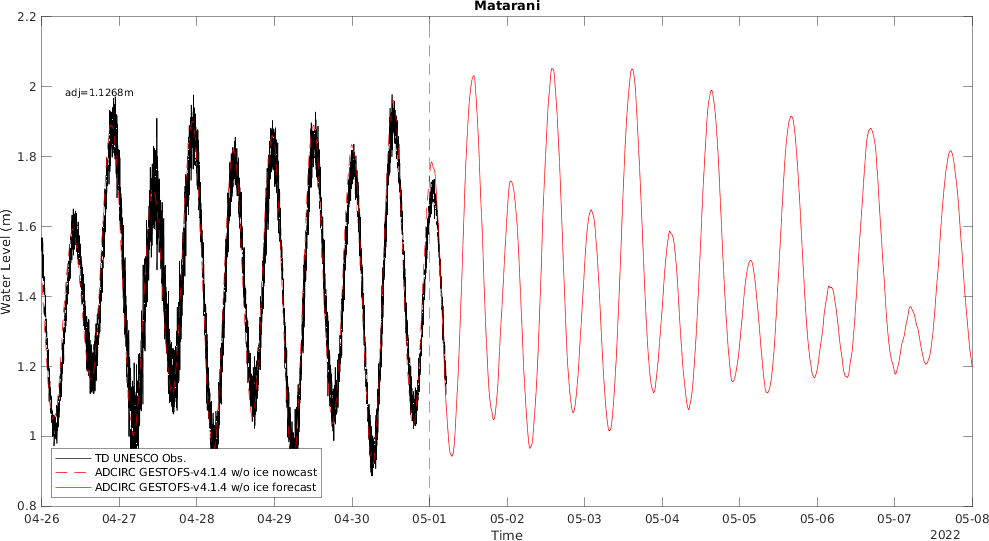 Matarani
2.2
2
1.8
1.6
1.4
1.2
1
0.8
Water Level (m)
adj=1.1268m
TD UNESCO Obs.
ADCIRC GESTOFS-v4.1.4 w/o ice nowcast
ADCIRC GESTOFS-v4.1.4 w/o ice forecast
04-26 04-27 04-28 04-29 04-30 05-01 05-02 05-03 05-04 05-05 05-06 05-07 05-08
Time
2022